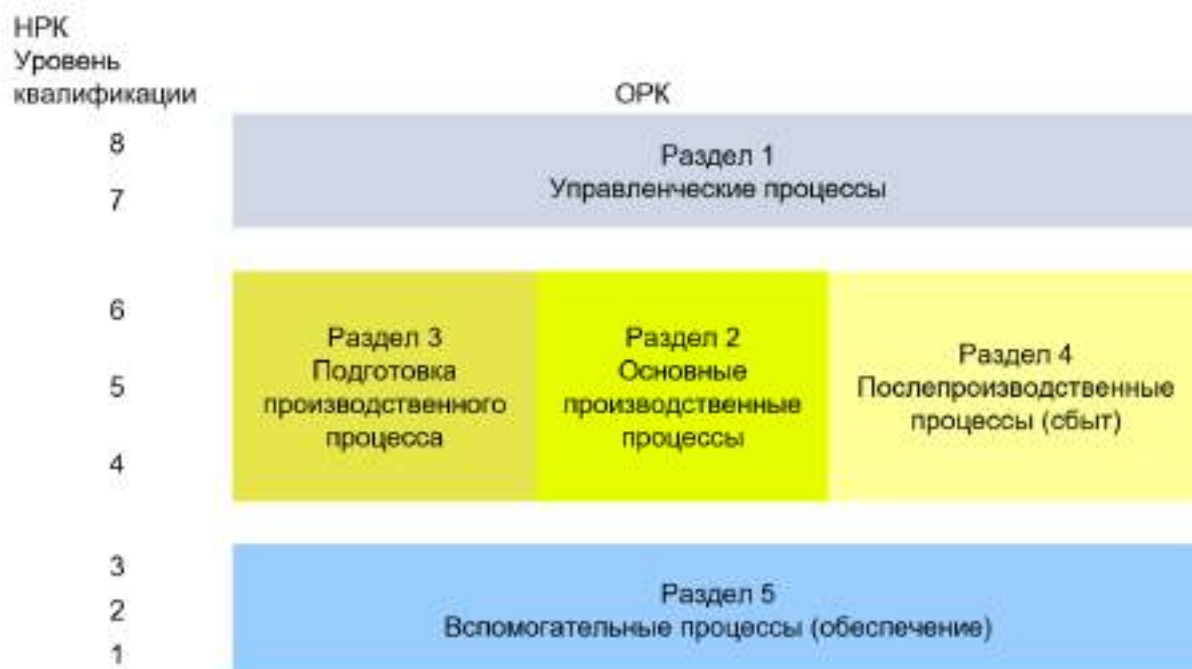 НРК
Уровень
квалификации
ОРК
8
7
Раздел 1
Управленческие процессы
6
5
4
Раздел 3
Подготовка
производственного
процесса
Раздел 2
Основные
производственные
процессы
Раздел 4
Послепроизводственные
процессы (сбыт)
3
2
1
Раздел 5
Вспомогательные процессы (обеспечение)